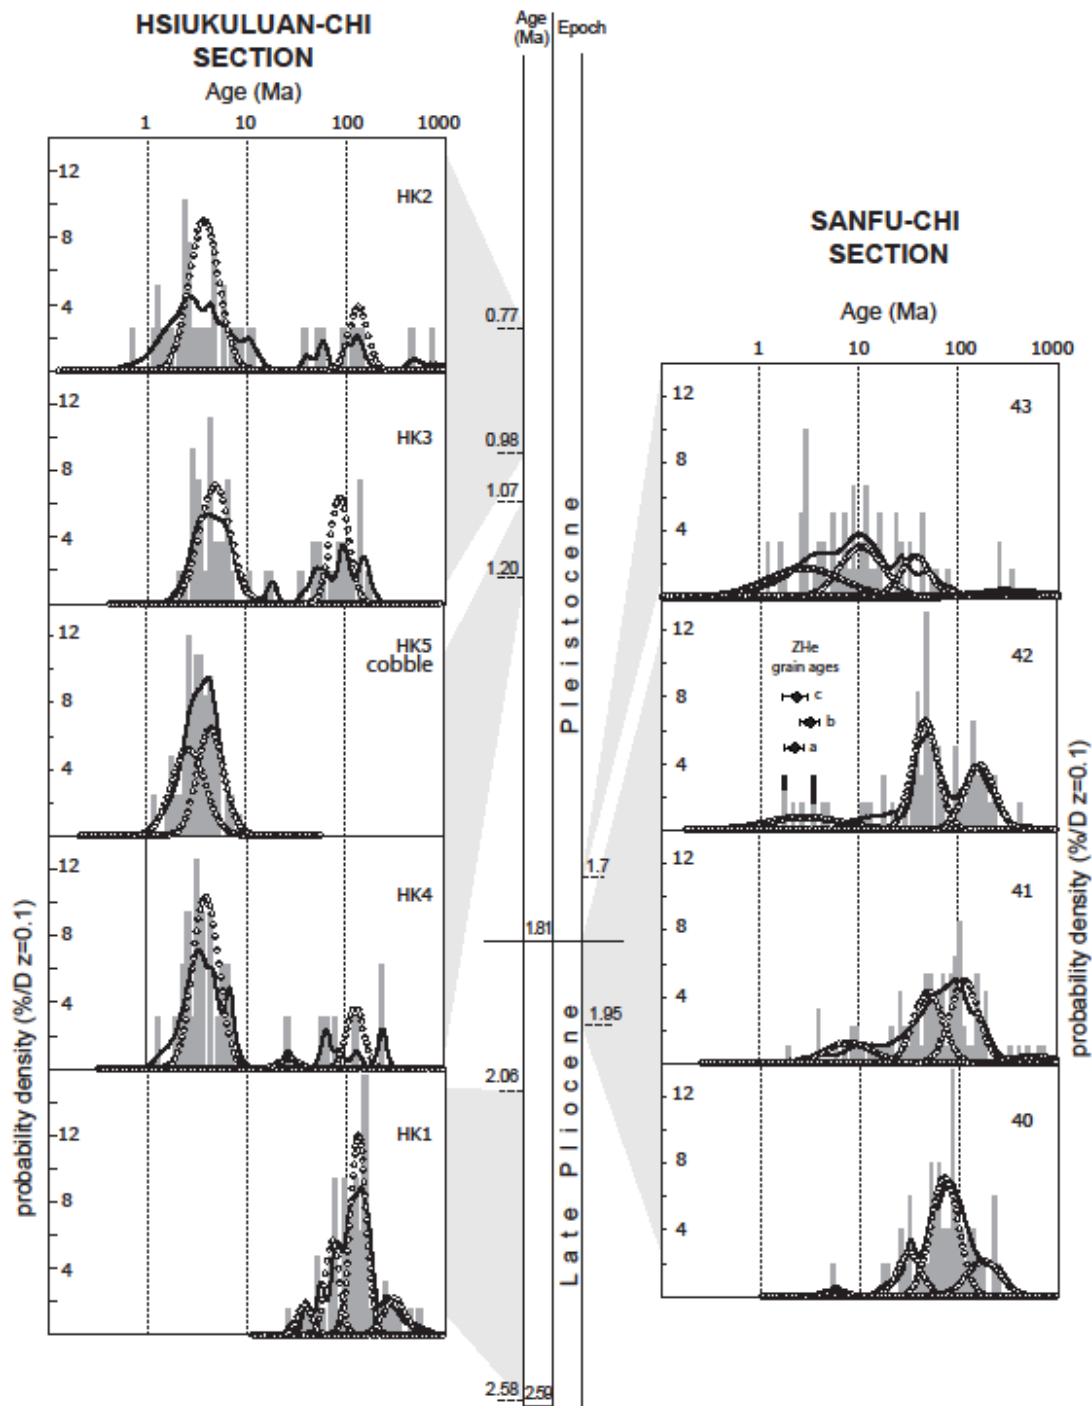 HSIUKULUAN-CHI
SECTION
Age (Ma)
1 10 100 1000
12
8
4
HK2
12
8
4
HK3
12
8
4
HK5
cobble
12
8
4
HK4
12
8
4
HK1
probability density (%/D z=0.1)
Age
(Ma)
Epoch
0.77
0.98
1.07
1.20
1.7
1.81
1.95
2.06
2.58
2.59
Pleistocene
Late Pliocene
SANFU-CHI
SECTION
Age (Ma)
1 10 100 1000
12
8
4
43
12
8
4
42
ZHe
grain ages
c
b
a
12
8
4
41
12
8
4
40
probability density (%/D z=0.1)